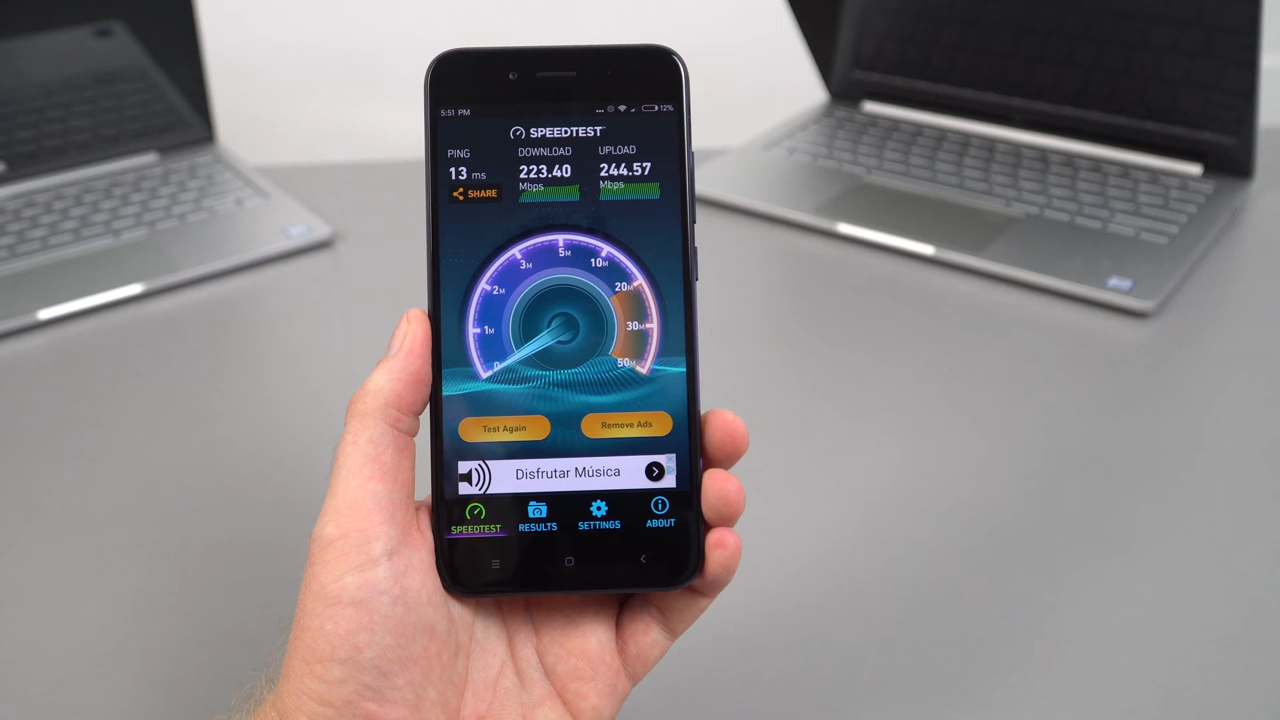 5:51 PM
12%
SPEEDTEST
PING
DOWNLOAD
UPLOAD
13 ms
223.40
Mbps
244.57
Mbps
SHARE
0
1M
2M
3M
5M
10M
20M
30M
50M
Test Again
Remove Ads
Disfrutar Música
SPEEDTEST
RESULTS
SETTINGS
ABOUT